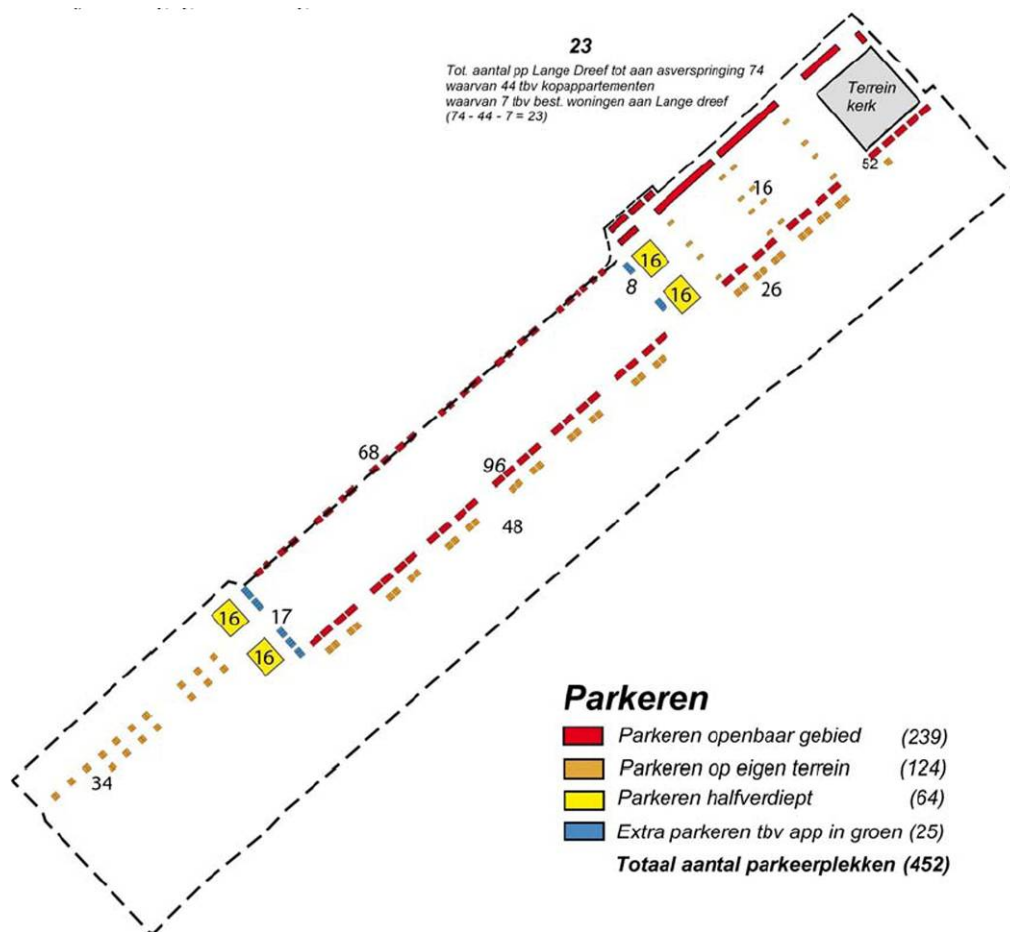 23
Tot. aantal pp Lange Dreef tot aan asverspringing 74
waarvan 44 tbv kopappartementen
waarvan 7 tbv best. woningen aan Lange dreef
(74 - 44 - 7 = 23)
Terrein
kerk
52
16
16
8
16
26
68
96
48
16
17
16
34
Parkeren
Parkeren openbaar gebied (239)
Parkeren op eigen terrein (124)
Parkeren halfverdiept (64)
Extra parkeren tbv app in groen (25)
Totaal aantal parkeerplekken (452)